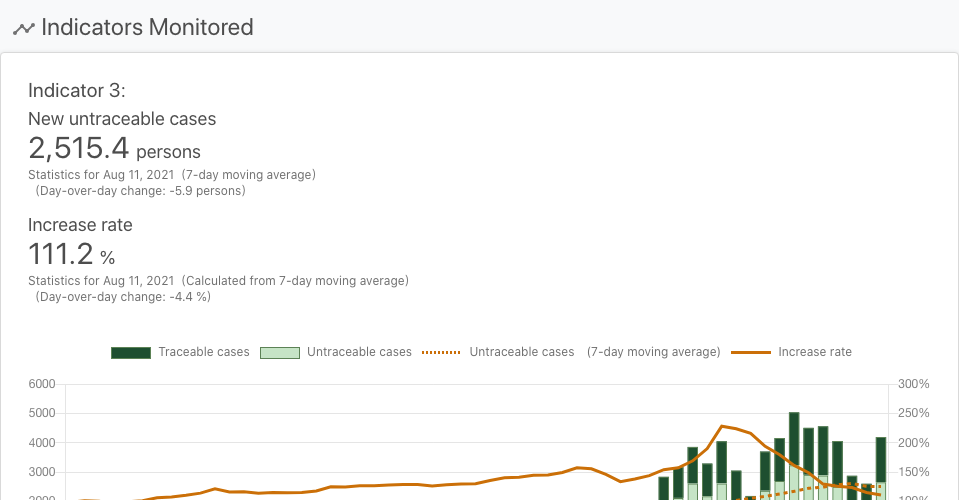 Indicators Monitored
Indicator 3:
New untraceable cases
2,515.4 persons
Statistics for Aug 11, 2021 (7-day moving average)
(Day-over-day change: -5.9 persons)
Increase rate
111.2 %
Statistics for Aug 11, 2021 (Calculated from 7-day moving average)
(Day-over-day change: -4.4 %)
Traceable cases Untraceable cases Untraceable cases (7-day moving average) Increase rate
6000 300%
5000 250%
4000 200%
3000 150%
2000 100%